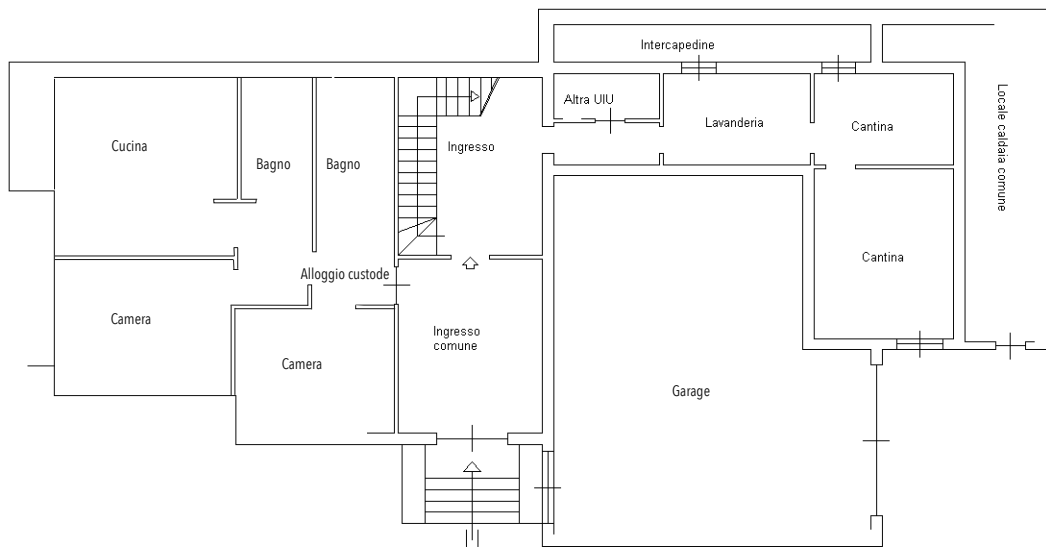 Intercapedine
Altra UIU
Lavanderia
Cantina
Locale caldaia comune
Cucina
Bagno
Bagno
Ingresso
Cantina
Alloggio custode
Camera
Ingresso
comune
Camera
Garage